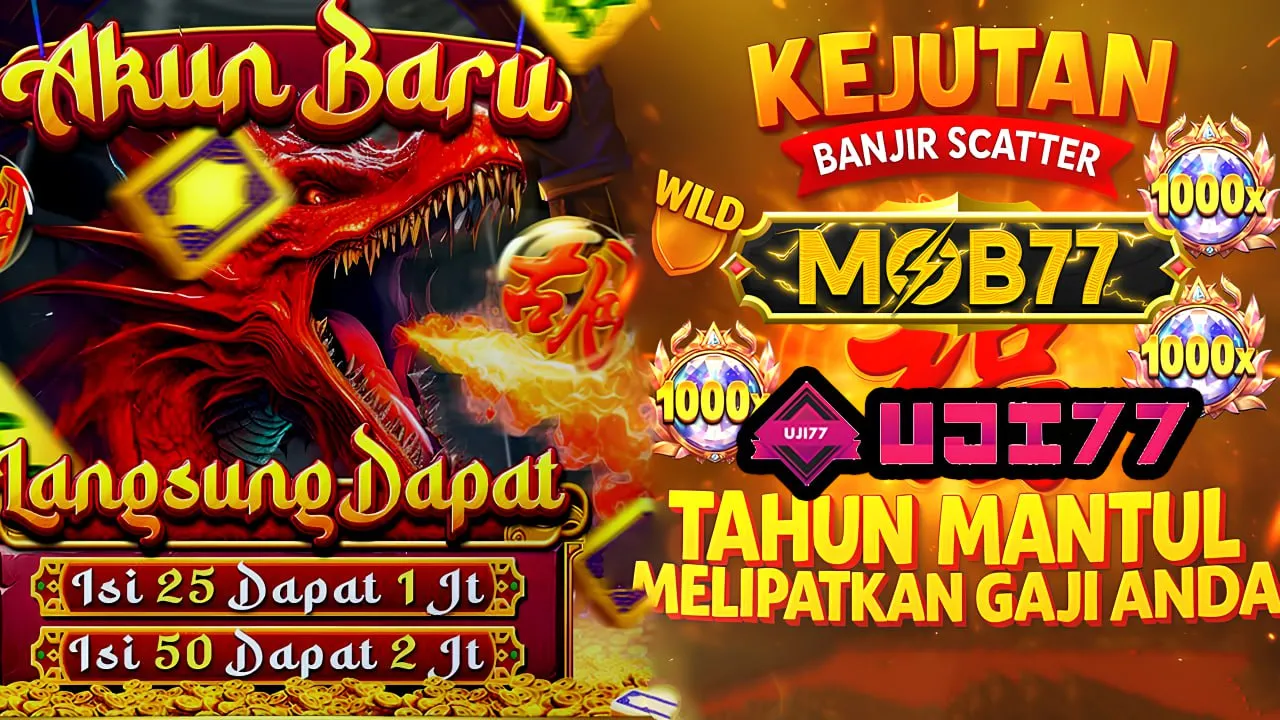 Akun Baru
Langsung Dapat
Isi 25 Dapat 1 Jt
Isi 50 Dapat 2 Jt
KEJUTAN
BANJIR SCATTER
WILD
1000x
MOB77
1000x
1000x
UJI77
UJI77
TAHUN MANTUL
MELIPATKAN GAJI ANDA